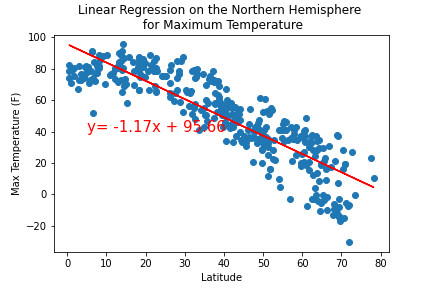 Linear Regression on the Northern Hemisphere
for Maximum Temperature
Max Temperature (F)
100
80
60
40
20
0
−20
y= -1.17x + 95.66
0 10 20 30 40 50 60 70 80
Latitude